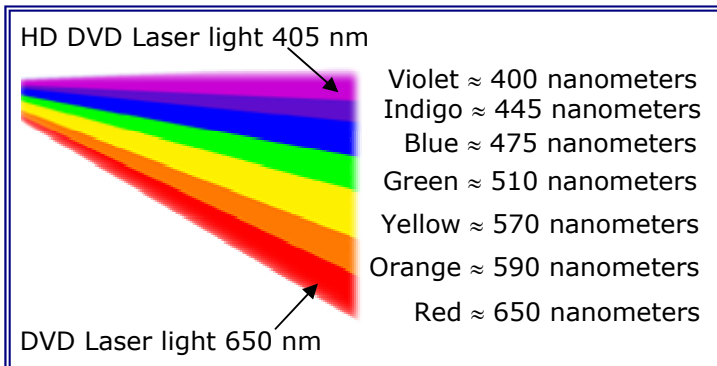 HD DVD Laser light 405 nm
Violet ≈ 400 nanometers
Indigo ≈ 445 nanometers
Blue ≈ 475 nanometers
Green ≈ 510 nanometers
Yellow ≈ 570 nanometers
Orange ≈ 590 nanometers
Red ≈ 650 nanometers
DVD Laser light 650 nm